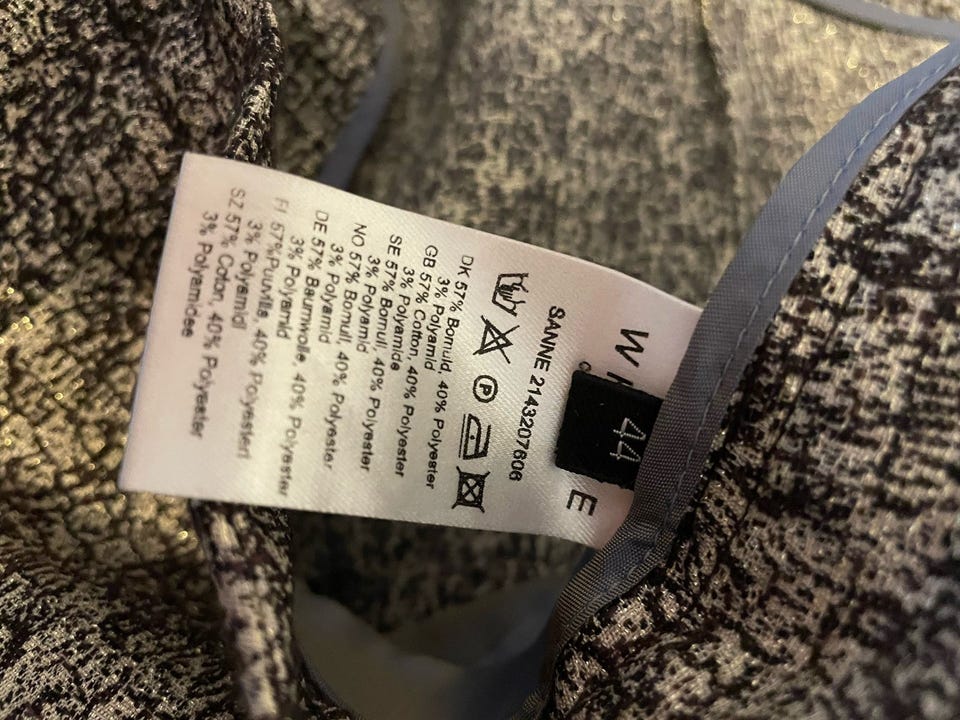 W
44
E
SANNE 2143207606
P
DK 57% Bomuld, 40% Polyester
3% Polyamid
GB 57% Cotton, 40% Polyester
3% Polyamide
SE 57% Bomull, 40% Polyester
3% Polyamid
NO 57% Bomull, 40% Polyester
3% Polyamid
DE 57% Baumwolle, 40% Polyester
3% Polyamid
FI 57%PuuMlla, 40% Polyesteri
3% Polyamidi
SZ 57% Coton, 40% Polyester
3% Polyamidee